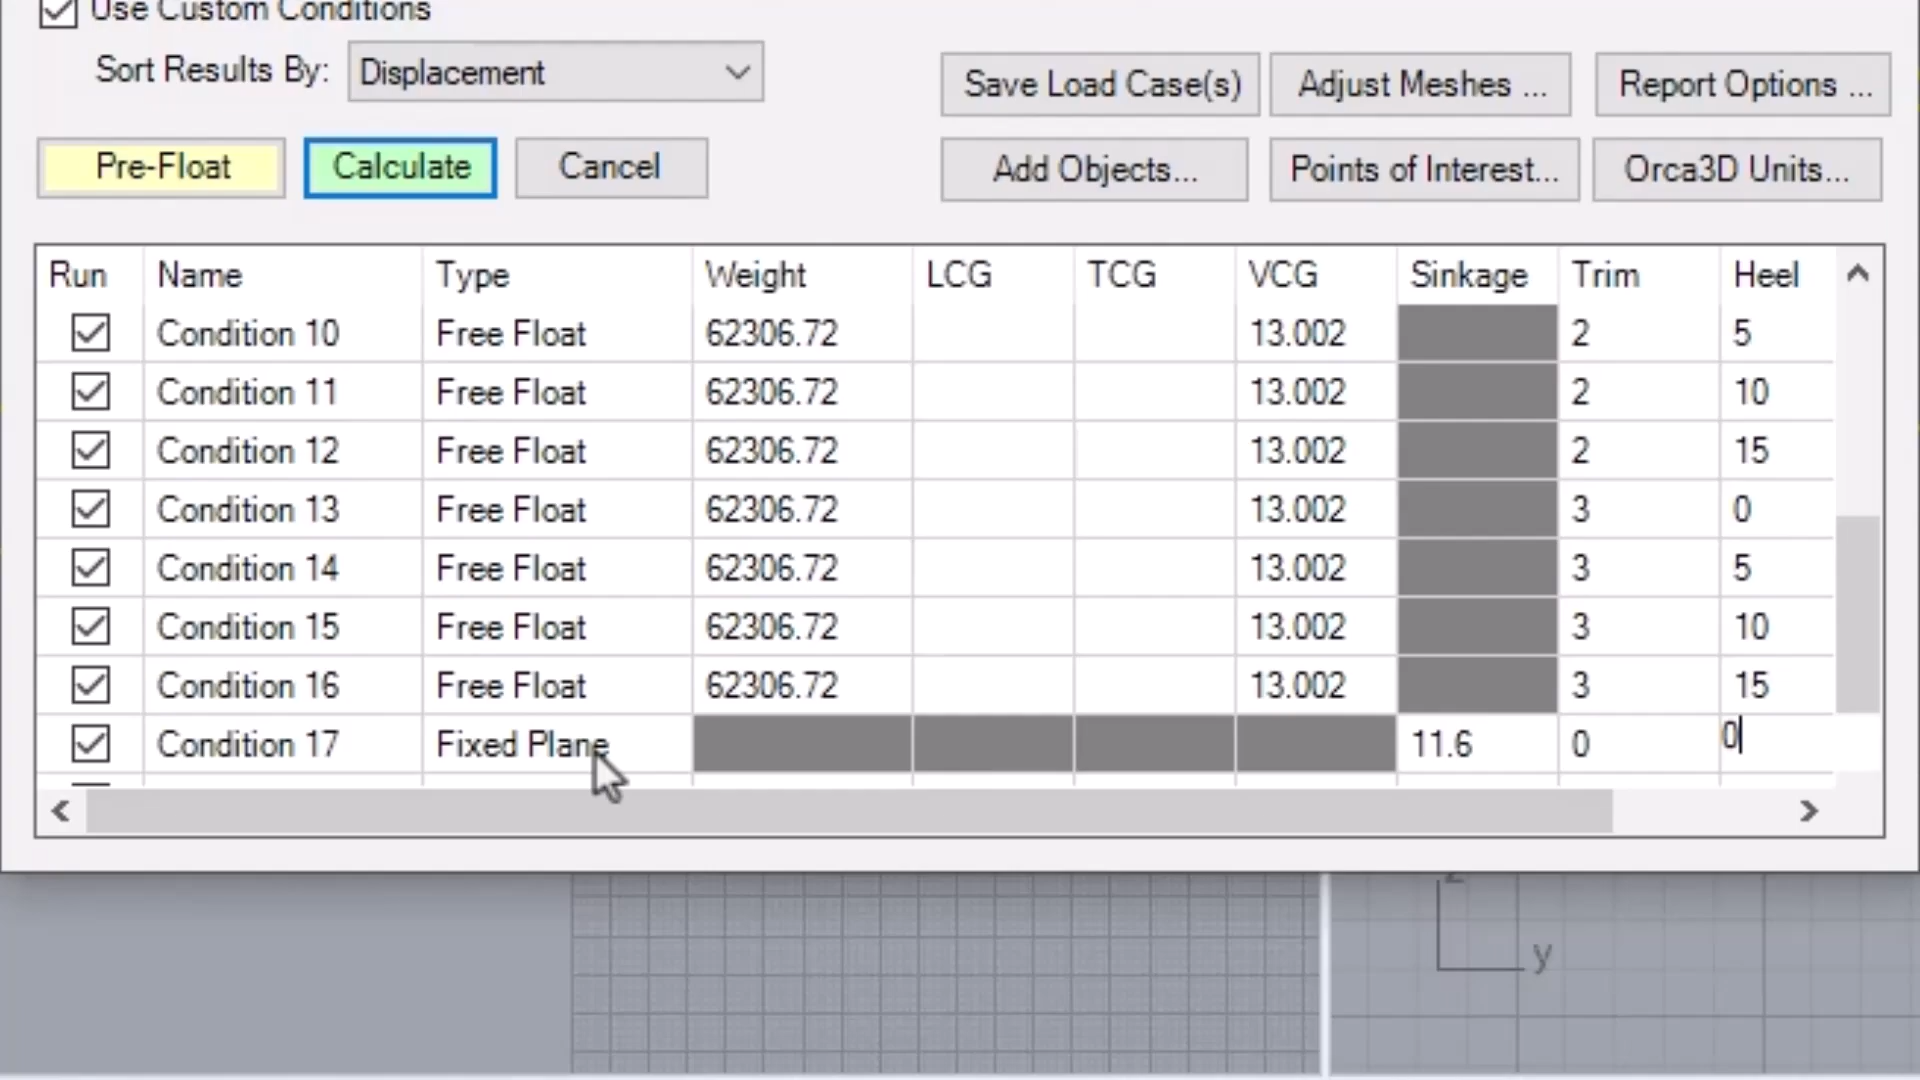 Use Custom Conditions
Sort Results By: Displacement
Save Load Case(s) Adjust Meshes ... Report Options ...
Pre-Float Calculate Cancel Add Objects... Points of Interest... Orca3D Units...
Run Name Type Weight LCG TCG VCG Sinkage Trim Heel
Condition 10 Free Float 62306.72 13.002 2 5
Condition 11 Free Float 62306.72 13.002 2 10
Condition 12 Free Float 62306.72 13.002 2 15
Condition 13 Free Float 62306.72 13.002 3 0
Condition 14 Free Float 62306.72 13.002 3 5
Condition 15 Free Float 62306.72 13.002 3 10
Condition 16 Free Float 62306.72 13.002 3 15
Condition 17 Fixed Plane 11.6 0 0
z
y